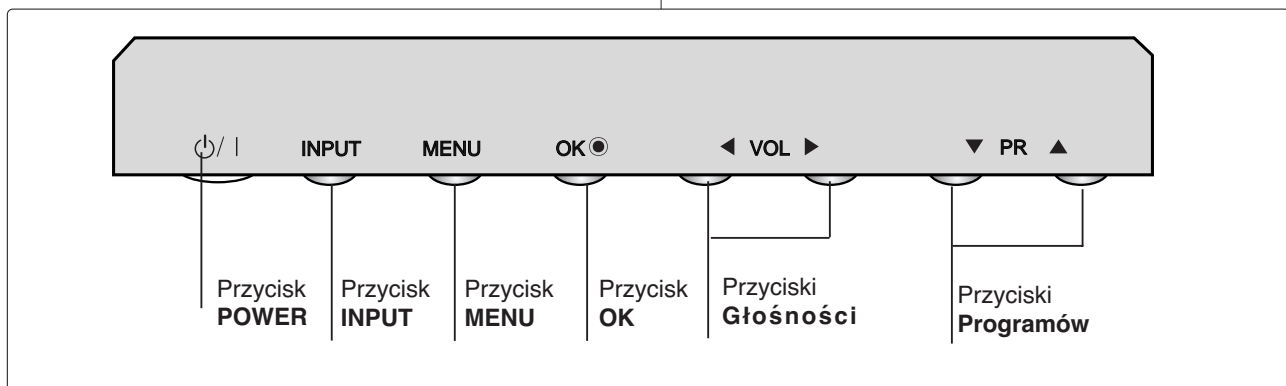 ⏻/ I INPUT MENU OK◉ ◀ VOL ▶ ▼ PR ▲
Przycisk
POWER
Przycisk
INPUT
Przycisk
MENU
Przycisk
OK
Przyciski
Głośności
Przyciski
Programów